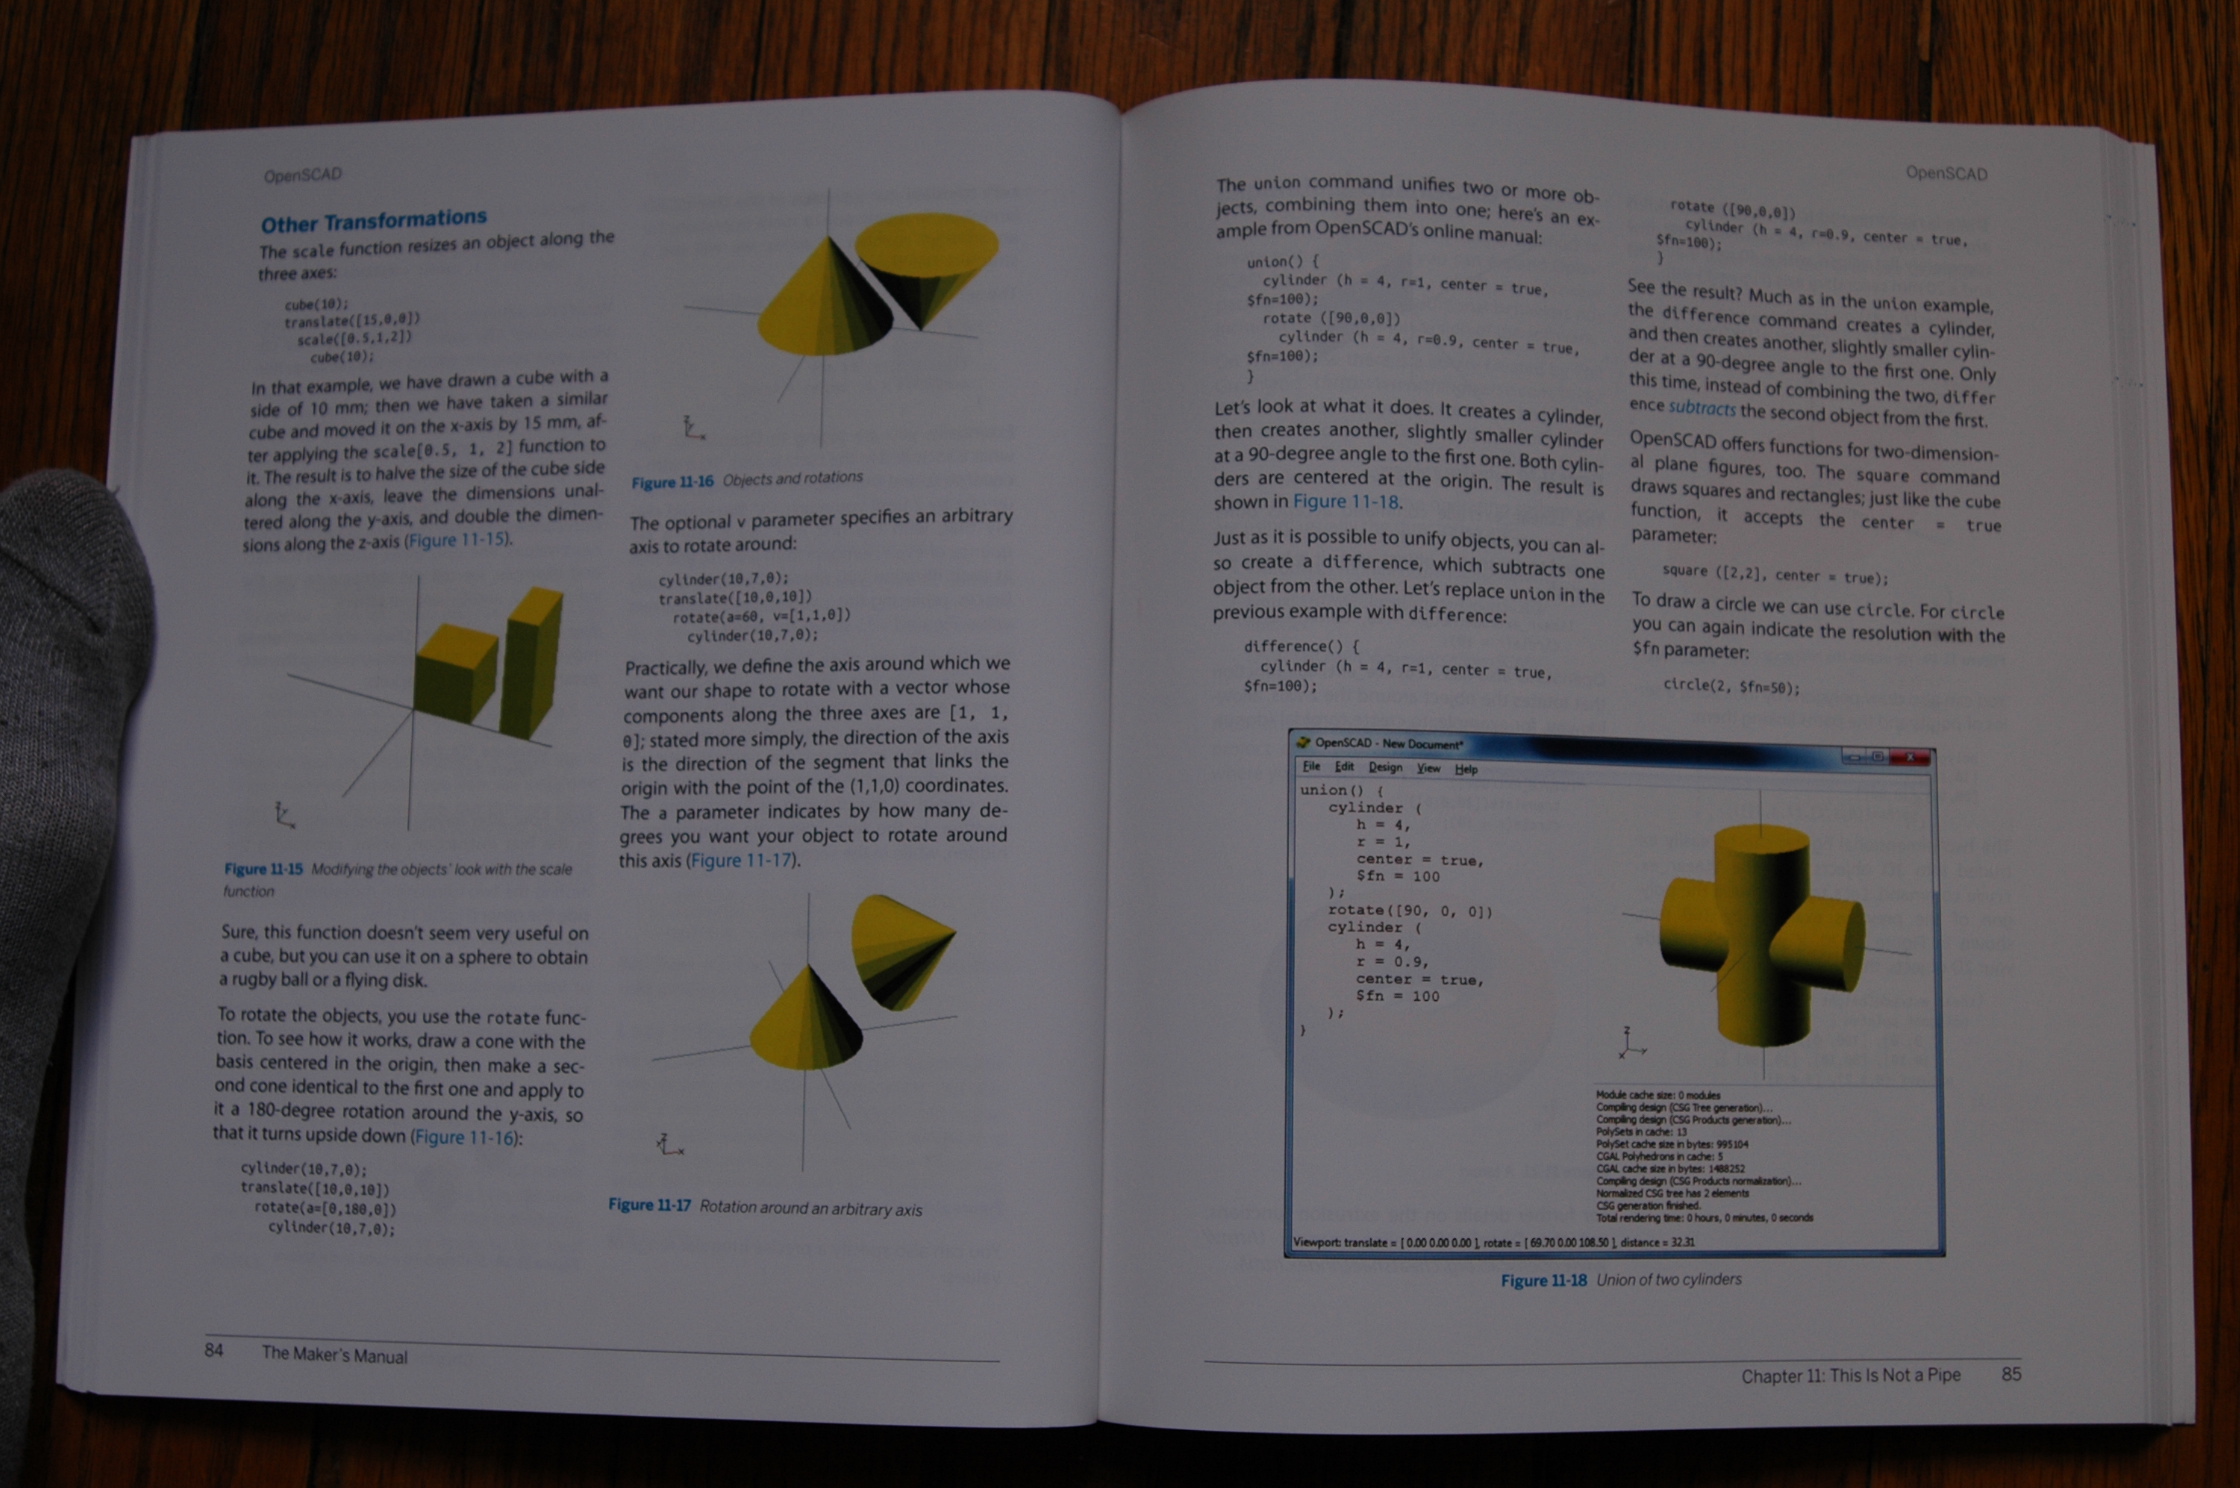 OpenSCAD
Other Transformations
The scale function resizes an object along the
three axes:
cube(10);
translate([15,0,0])
scale([0.5,1,2])
cube(10);
In that example, we have drawn a cube with a
side of 10 mm; then we have taken a similar
cube and moved it on the x-axis by 15 mm, af-
ter applying the scale[0.5, 1, 2] function to
it. The result is to halve the size of the cube side
along the x-axis, leave the dimensions unal-
tered along the y-axis, and double the dimen-
sions along the z-axis (Figure 11-15).
Figure 11-15 Modifying the objects' look with the scale
function
Sure, this function doesn't seem very useful on
a cube, but you can use it on a sphere to obtain
a rugby ball or a flying disk.
To rotate the objects, you use the rotate func-
tion. To see how it works, draw a cone with the
basis centered in the origin, then make a sec-
ond cone identical to the first one and apply to
it a 180-degree rotation around the y-axis, so
that it turns upside down (Figure 11-16):
cylinder(10,7,0);
translate([10,0,10])
rotate(a=[0,180,0])
cylinder(10,7,0);
Figure 11-16 Objects and rotations
The optional v parameter specifies an arbitrary
axis to rotate around:
cylinder(10,7,0);
translate([10,0,10])
rotate(a=60, v=[1,1,0])
cylinder(10,7,0);
Practically, we define the axis around which we
want our shape to rotate with a vector whose
components along the three axes are [1, 1,
0]; stated more simply, the direction of the axis
is the direction of the segment that links the
origin with the point of the (1,1,0) coordinates.
The a parameter indicates by how many de-
grees you want your object to rotate around
this axis (Figure 11-17).
Figure 11-17 Rotation around an arbitrary axis
84 The Maker's Manual
OpenSCAD
The union command unifies two or more ob-
jects, combining them into one; here's an ex-
ample from OpenSCAD's online manual:
union() {
cylinder (h = 4, r=1, center = true,
$fn=100);
rotate ([90,0,0])
cylinder (h = 4, r=0.9, center = true,
$fn=100);
}
Let's look at what it does. It creates a cylinder,
then creates another, slightly smaller cylinder
at a 90-degree angle to the first one. Both cylin-
ders are centered at the origin. The result is
shown in Figure 11-18.
Just as it is possible to unify objects, you can al-
so create a difference, which subtracts one
object from the other. Let's replace union in the
previous example with difference:
difference() {
cylinder (h = 4, r=1, center = true,
$fn=100);
rotate ([90,0,0])
cylinder (h = 4, r=0.9, center = true,
$fn=100);
}
See the result? Much as in the union example,
the difference command creates a cylinder,
and then creates another, slightly smaller cylin-
der at a 90-degree angle to the first one. Only
this time, instead of combining the two, differ
ence subtracts the second object from the first.
OpenSCAD offers functions for two-dimension-
al plane figures, too. The square command
draws squares and rectangles; just like the cube
function, it accepts the center = true
parameter:
square ([2,2], center = true);
To draw a circle we can use circle. For circle
you can again indicate the resolution with the
$fn parameter:
circle(2, $fn=50);
OpenSCAD - New Document*
File Edit Design View Help
union() {
cylinder (
h = 4,
r = 1,
center = true,
$fn = 100
);
rotate([90, 0, 0])
cylinder (
h = 4,
r = 0.9,
center = true,
$fn = 100
);
}
Module cache size: 0 modules
Compiling design (CSG Tree generation)...
Compiling design (CSG Products generation)...
PolySets in cache: 13
PolySet cache size in bytes: 995104
CGAL Polyhedrons in cache: 5
CGAL cache size in bytes: 1488252
Compiling design (CSG Products normalization)...
Normalized CSG tree has 2 elements
CSG generation finished.
Total rendering time: 0 hours, 0 minutes, 0 seconds
Viewport: translate = [ 0.00 0.00 0.00 ], rotate = [ 69.70 0.00 108.50 ], distance = 32.31
Figure 11-18 Union of two cylinders
Chapter 11: This Is Not a Pipe 85